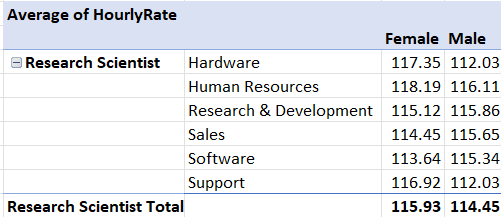 Average of HourlyRate
Female Male
Research Scientist Hardware 117.35 112.03
Human Resources 118.19 116.11
Research & Development 115.12 115.86
Sales 114.45 115.65
Software 113.64 115.34
Support 116.92 112.03
Research Scientist Total 115.93 114.45